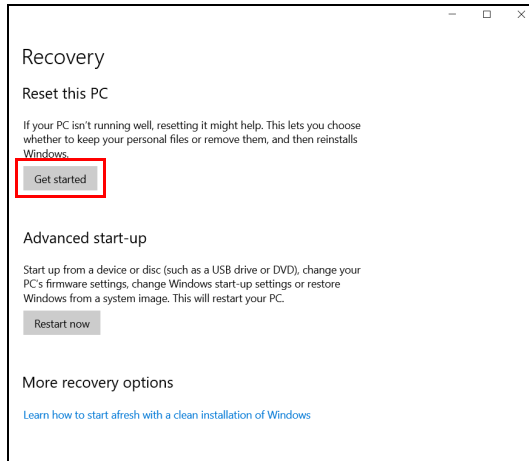 Recovery
Reset this PC
If your PC isn't running well, resetting it might help. This lets you choose
whether to keep your personal files or remove them, and then reinstalls
Windows.
Get started
Advanced start-up
Start up from a device or disc (such as a USB drive or DVD), change your
PC's firmware settings, change Windows start-up settings or restore
Windows from a system image. This will restart your PC.
Restart now
More recovery options
Learn how to start afresh with a clean installation of Windows